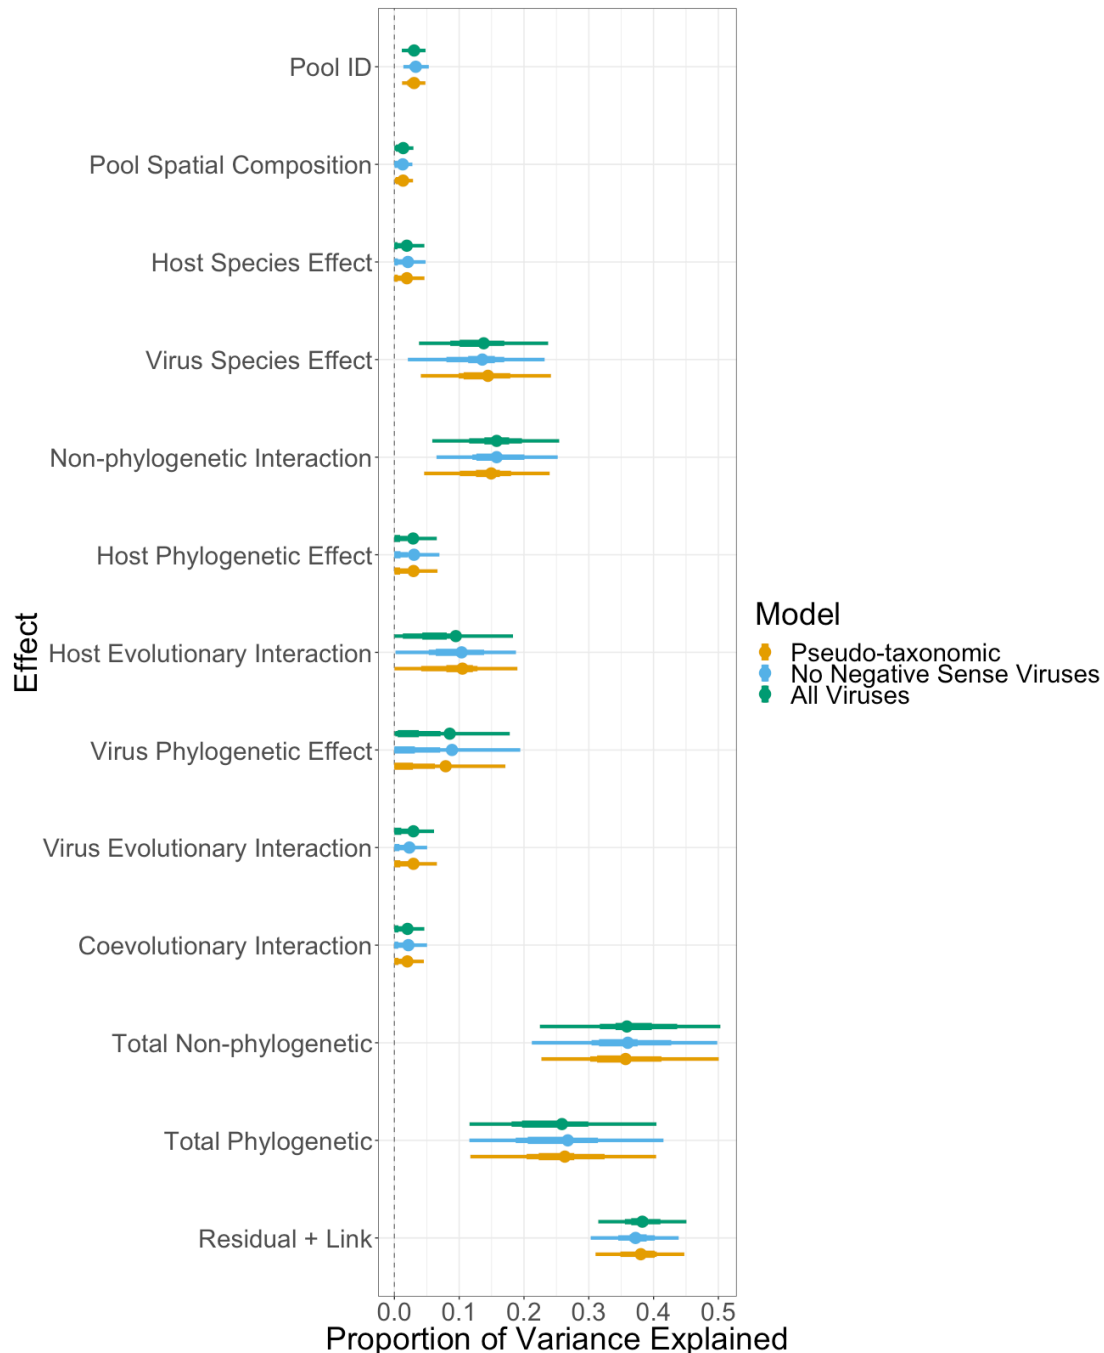 Pool ID
Pool Spatial Composition
Host Species Effect
Virus Species Effect
Non-phylogenetic Interaction
Host Phylogenetic Effect
Host Evolutionary Interaction
Virus Phylogenetic Effect
Virus Evolutionary Interaction
Coevolutionary Interaction
Total Non-phylogenetic
Total Phylogenetic
Residual + Link
Effect
0.0 0.1 0.2 0.3 0.4 0.5
Proportion of Variance Explained
Model
Pseudo-taxonomic
No Negative Sense Viruses
All Viruses